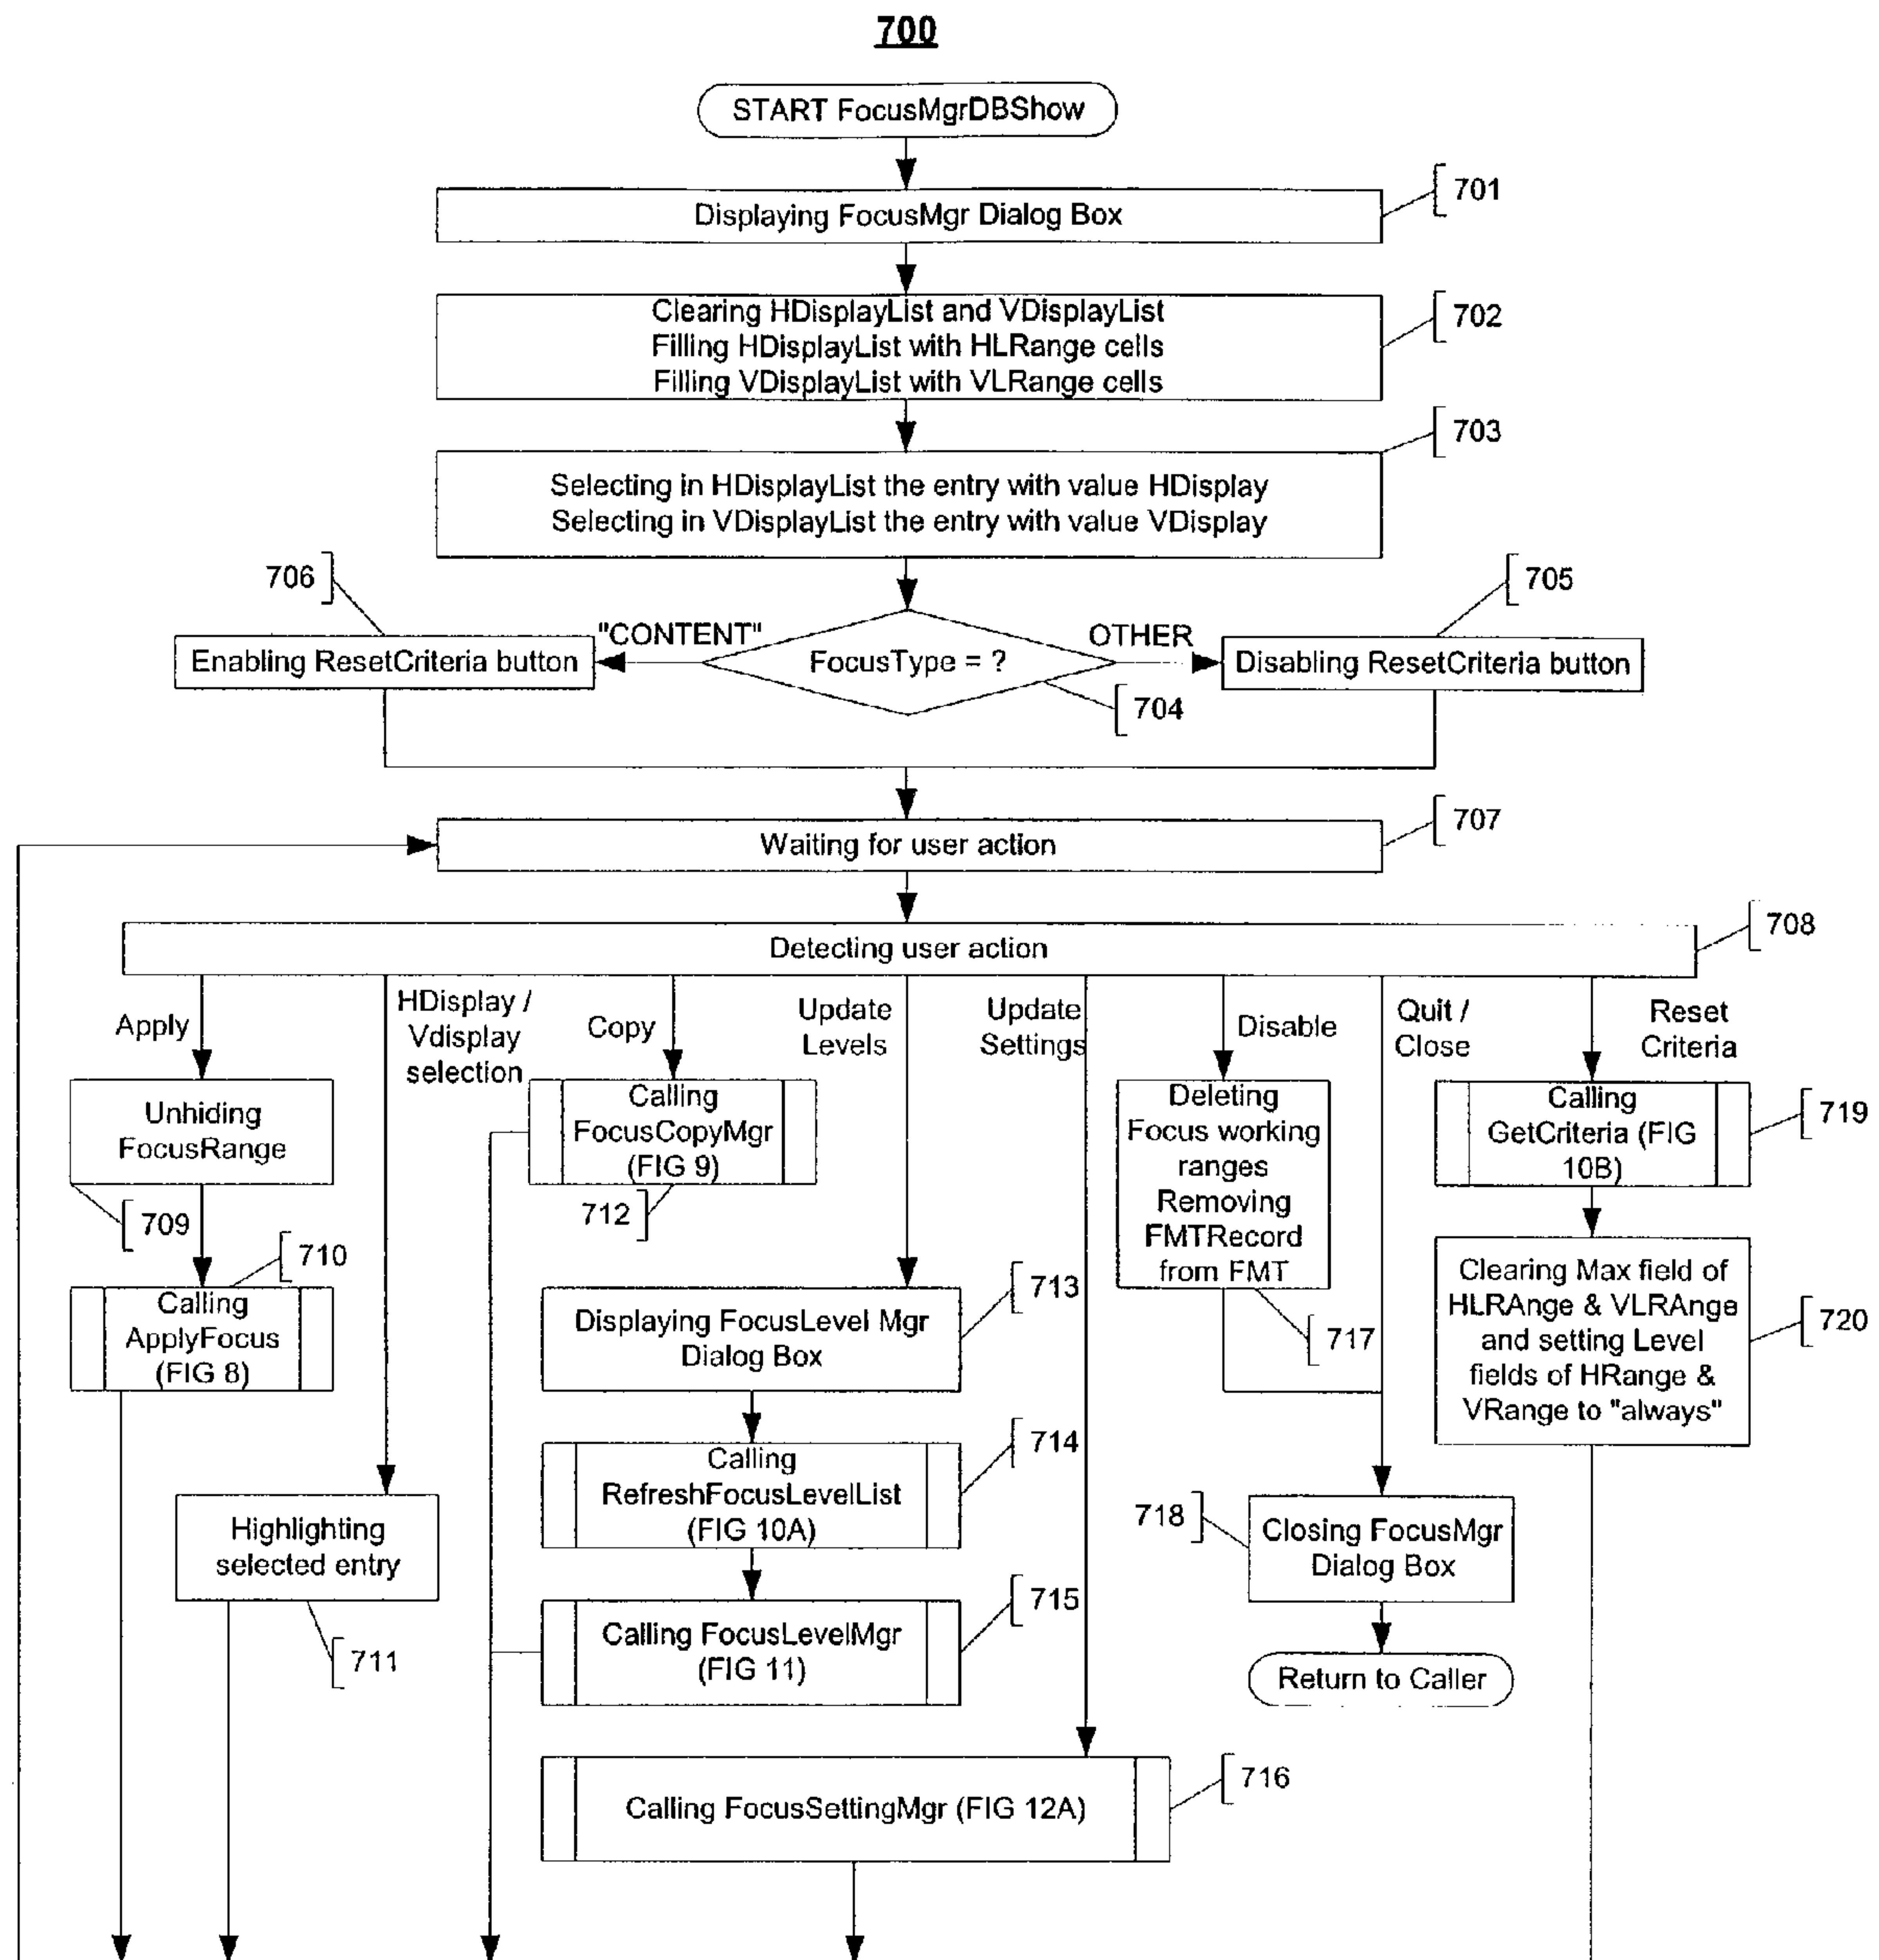 700
START FocusMgrDBShow
701
Displaying FocusMgr Dialog Box
702
Clearing HDisplayList and VDisplayList
Filling HDisplayList with HLRange cells
Filling VDisplayList with VLRange cells
703
Selecting in HDisplayList the entry with value HDisplay
Selecting in VDisplayList the entry with value VDisplay
706
705
"CONTENT"
OTHER
Enabling ResetCriteria button
FocusType = ?
Disabling ResetCriteria button
704
707
Waiting for user action
708
Detecting user action
Apply
HDisplay /
Vdisplay
selection
Copy
Update
Levels
Update
Settings
Disable
Quit /
Close
Reset
Criteria
Unhiding
FocusRange
709
710
Calling
ApplyFocus
(FIG 8)
Highlighting
selected entry
711
Calling
FocusCopyMgr
(FIG 9)
712
713
Displaying FocusLevel Mgr
Dialog Box
714
Calling
RefreshFocusLevelList
(FIG 10A)
715
Calling FocusLevelMgr
(FIG 11)
716
Calling FocusSettingMgr (FIG 12A)
Deleting
Focus working
ranges
Removing
FMTRecord
from FMT
717
718
Closing FocusMgr
Dialog Box
Return to Caller
Calling
GetCriteria (FIG
10B)
719
Clearing Max field of
HLRAnge & VLRAnge
and setting Level
fields of HRange &
VRange to "always"
720